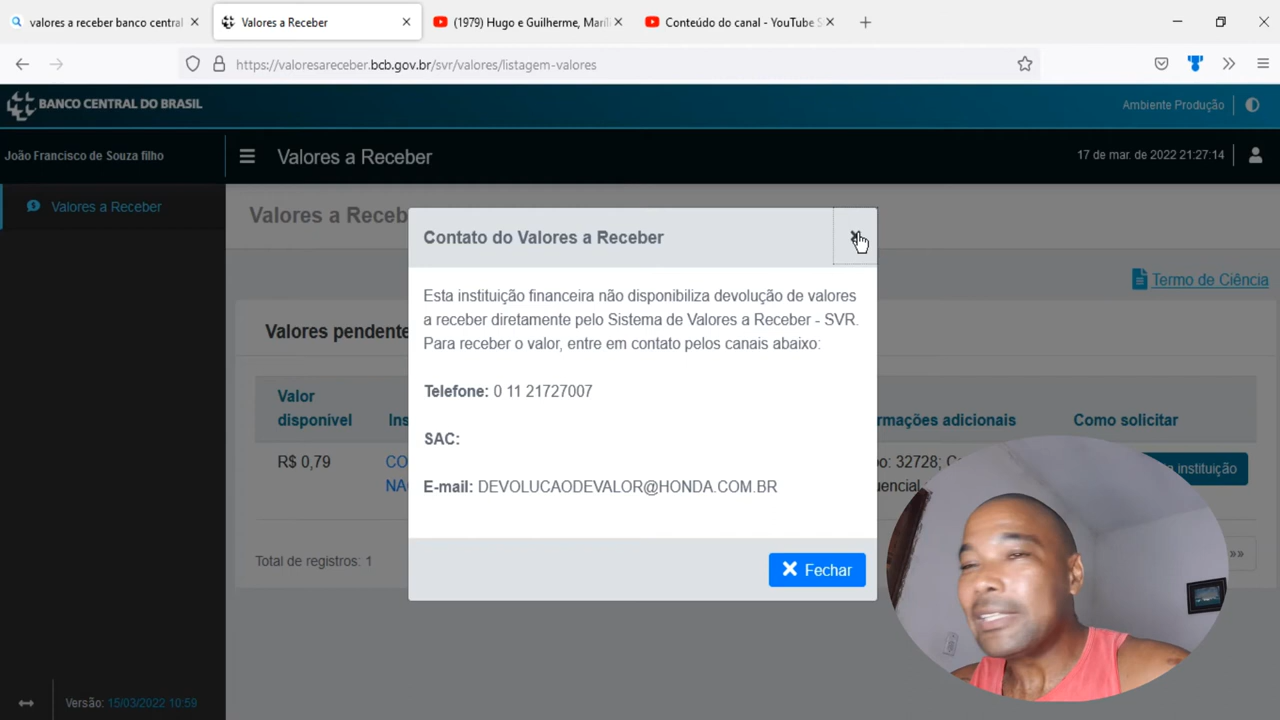 valores a receber banco central
Valores a Receber
(1979) Hugo e Guilherme, Maríl
Conteúdo do canal - YouTube S
https://valoresareceber.bcb.gov.br/svr/valores/listagem-valores
BANCO CENTRAL DO BRASIL
Ambiente Produção
João Francisco de Souza filho
Valores a Receber
17 de mar. de 2022 21:27:14
Valores a Receber
Valores a Receb
Termo de Ciência
Contato do Valores a Receber
Esta instituição financeira não disponibiliza devolução de valores
a receber diretamente pelo Sistema de Valores a Receber - SVR.
Para receber o valor, entre em contato pelos canais abaixo:
Telefone: 0 11 21727007
SAC:
E-mail: DEVOLUCAODEVALOR@HONDA.COM.BR
Fechar
Valores pendente
Valor
disponível
Ins
rmações adicionais
Como solicitar
R$ 0,79
CO
NA
o: 32728; C
uencial
a instituição
Total de registros: 1
»»
Versão: 15/03/2022 10:59